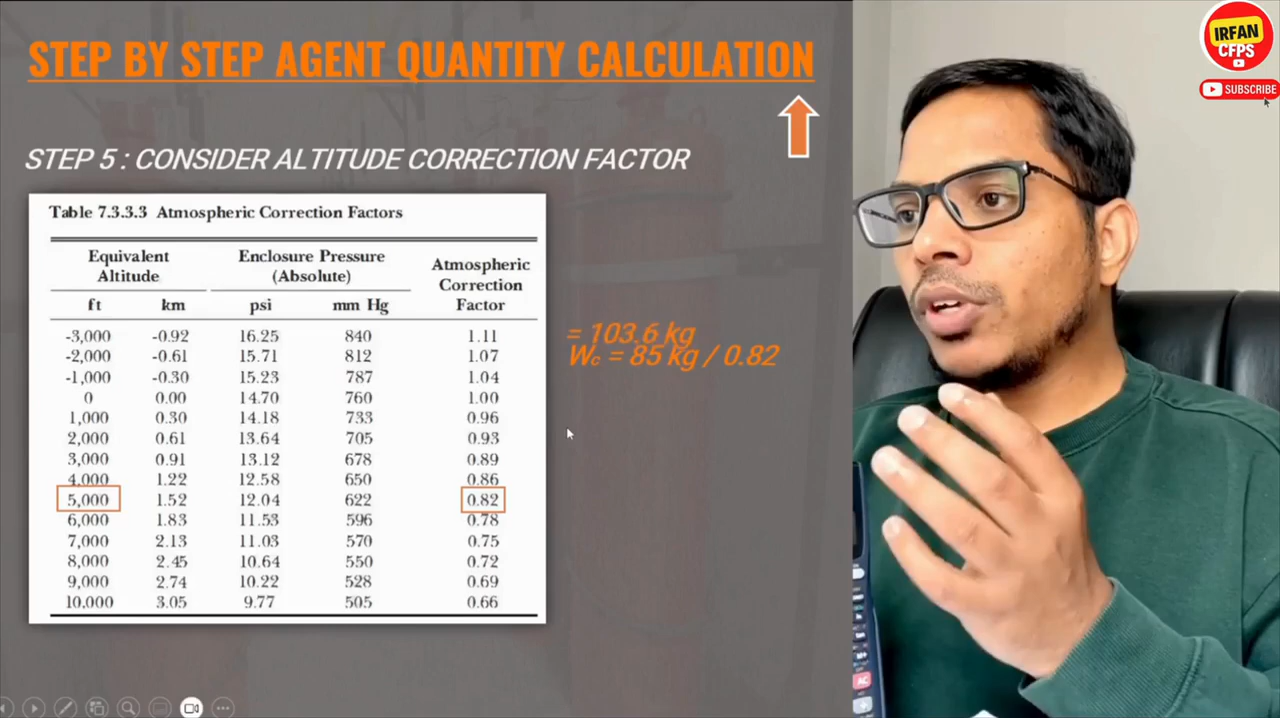 STEP BY STEP AGENT QUANTITY CALCULATION
IRFAN
CFPS
SUBSCRIBE
STEP 5 : CONSIDER ALTITUDE CORRECTION FACTOR
Table 7.3.3.3 Atmospheric Correction Factors
Equivalent Altitude Enclosure Pressure (Absolute) Atmospheric Correction Factor
ft km psi mm Hg
-3,000 -0.92 16.25 840 1.11
-2,000 -0.61 15.71 812 1.07
-1,000 -0.30 15.23 787 1.04
0 0.00 14.70 760 1.00
1,000 0.30 14.18 733 0.96
2,000 0.61 13.64 705 0.93
3,000 0.91 13.12 678 0.89
4,000 1.22 12.58 650 0.86
5,000 1.52 12.04 622 0.82
6,000 1.83 11.53 596 0.78
7,000 2.13 11.03 570 0.75
8,000 2.45 10.64 550 0.72
9,000 2.74 10.22 528 0.69
10,000 3.05 9.77 505 0.66
= 103.6 kg
Wc = 85 kg / 0.82
AC